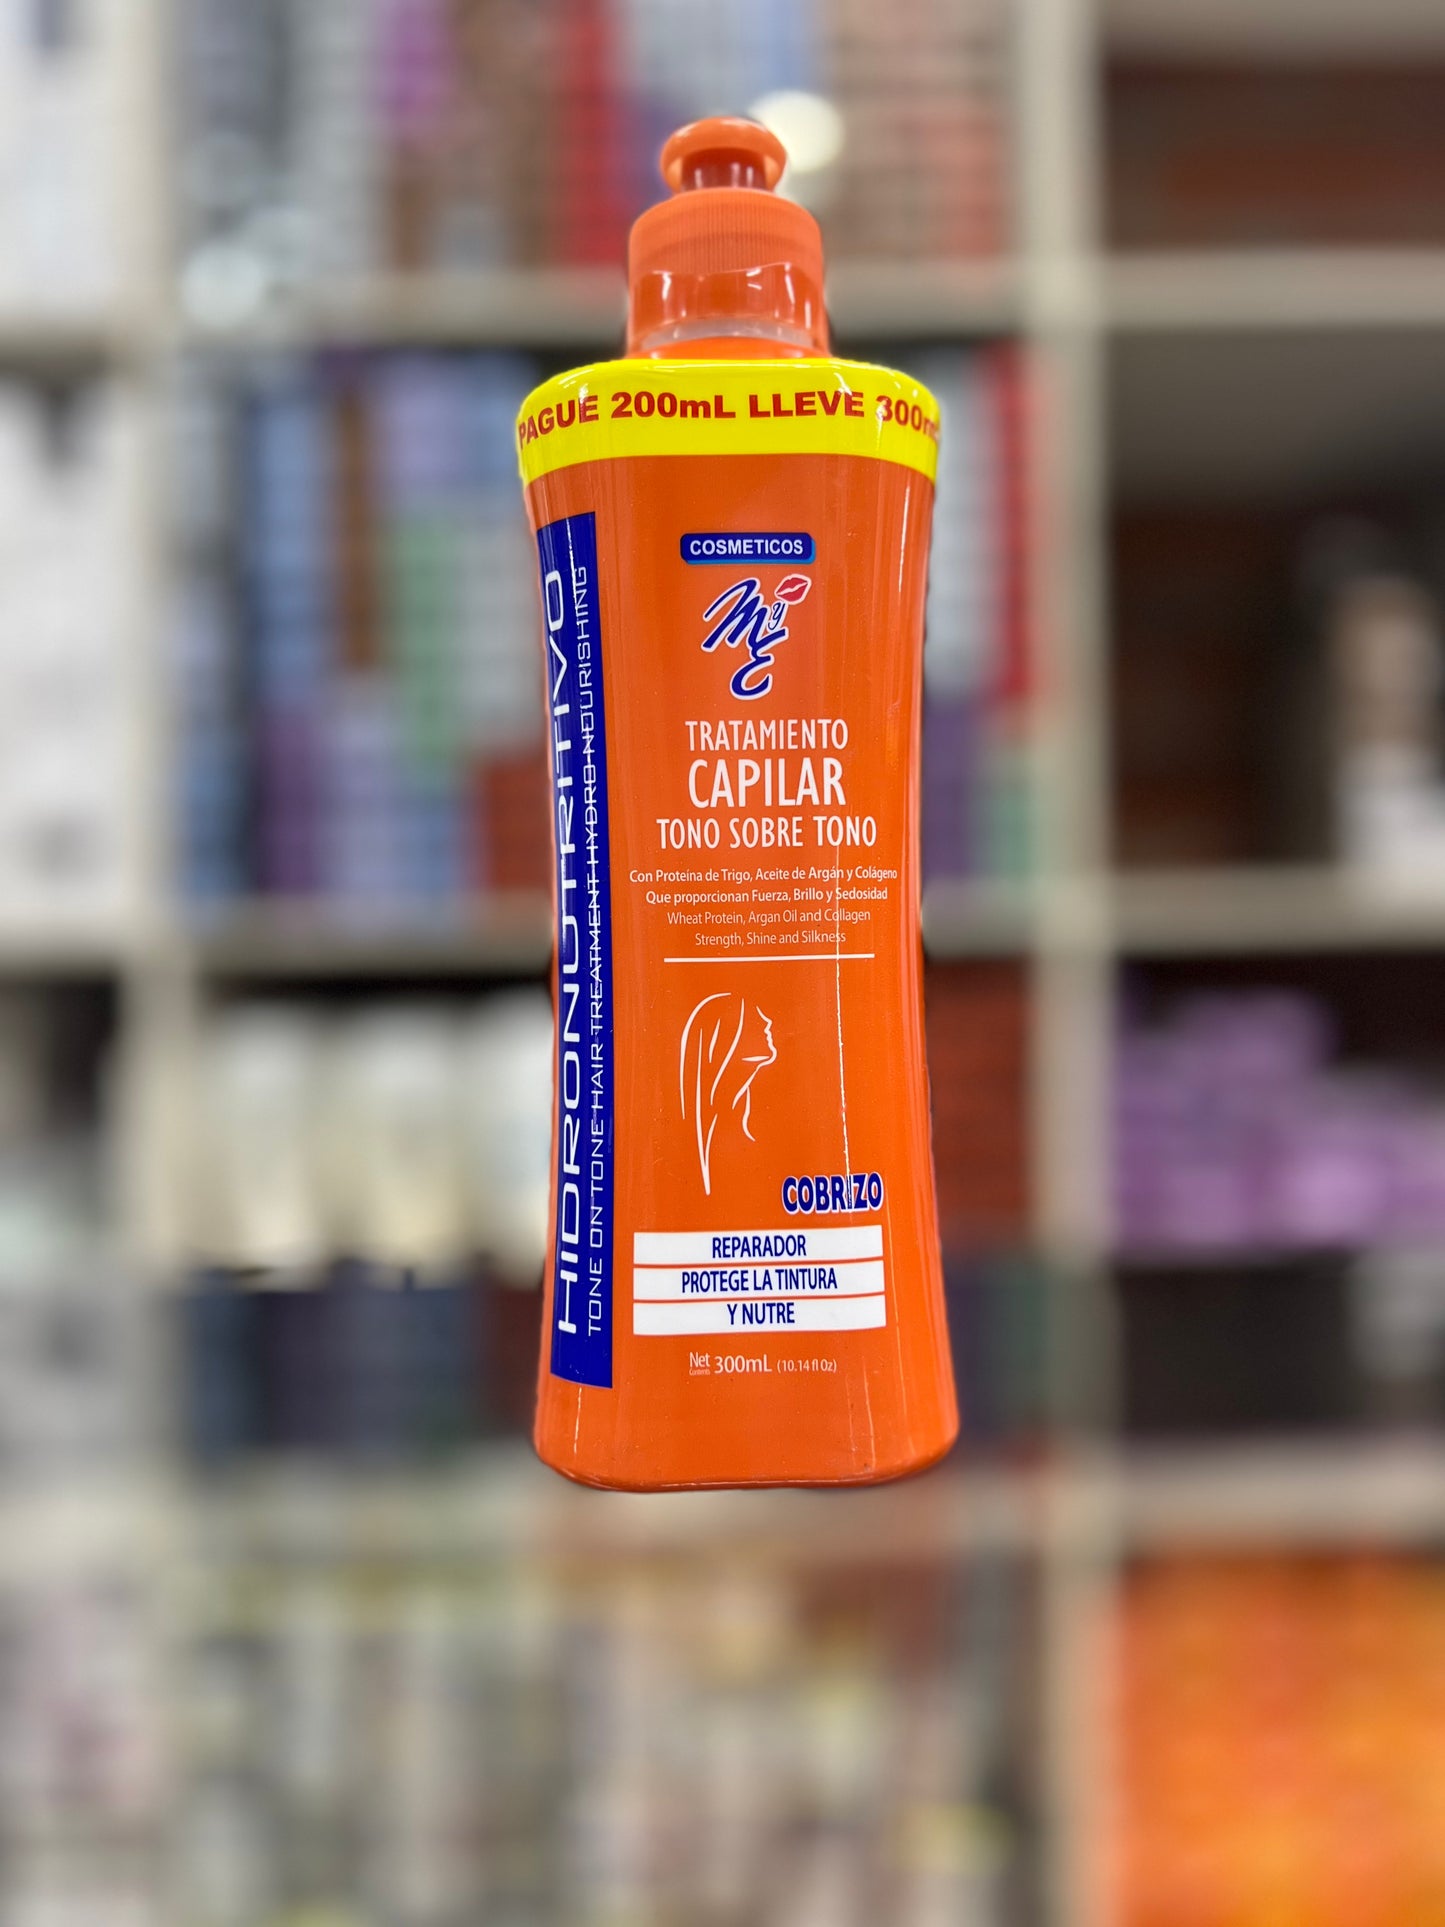 PAGUE 200mL LLEVE 300mL
COSMETICOS
M y E
TRATAMIENTO
CAPILAR
TONO SOBRE TONO
Con Proteína de Trigo, Aceite de Argán y Colágeno
Que proporcionan Fuerza, Brillo y Sedosidad
Wheat Protein, Argan Oil and Collagen
Strength, Shine and Silkness
HIDRONUTRITIVO
TONE ON TONE HAIR TREATMENT HYDRO NOURISHING
COBRIZO
REPARADOR
PROTEGE LA TINTURA
Y NUTRE
Net Contents 300mL (10.14 fl Oz)